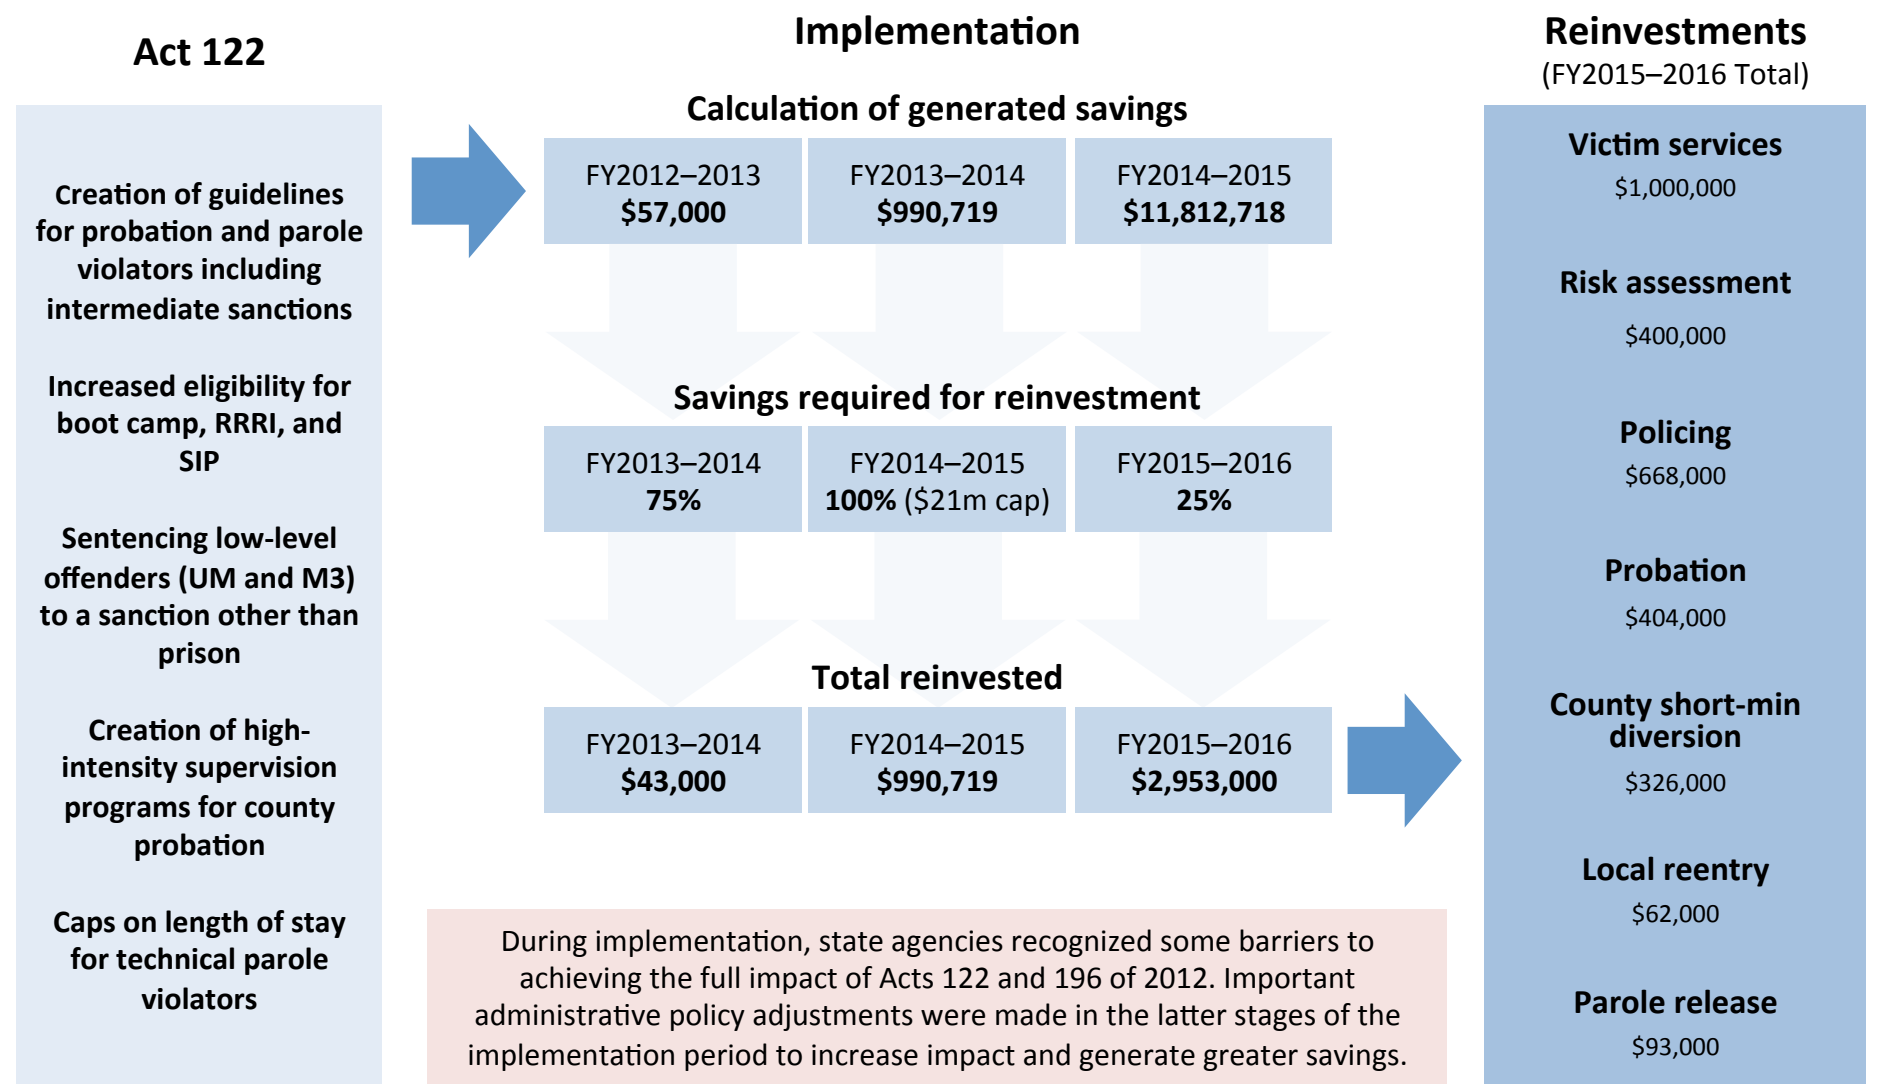 Act 122
Creation of guidelines
for probation and parole
violators including
intermediate sanctions
Increased eligibility for
boot camp, RRRI, and
SIP
Sentencing low-level
offenders (UM and M3)
to a sanction other than
prison
Creation of high-
intensity supervision
programs for county
probation
Caps on length of stay
for technical parole
violators
Implementation
Calculation of generated savings
FY2012–2013
$57,000
FY2013–2014
$990,719
FY2014–2015
$11,812,718
Savings required for reinvestment
FY2013–2014
75%
FY2014–2015
100% ($21m cap)
FY2015–2016
25%
Total reinvested
FY2013–2014
$43,000
FY2014–2015
$990,719
FY2015–2016
$2,953,000
During implementation, state agencies recognized some barriers to
achieving the full impact of Acts 122 and 196 of 2012. Important
administrative policy adjustments were made in the latter stages of the
implementation period to increase impact and generate greater savings.
Reinvestments
(FY2015–2016 Total)
Victim services
$1,000,000
Risk assessment
$400,000
Policing
$668,000
Probation
$404,000
County short-min
diversion
$326,000
Local reentry
$62,000
Parole release
$93,000